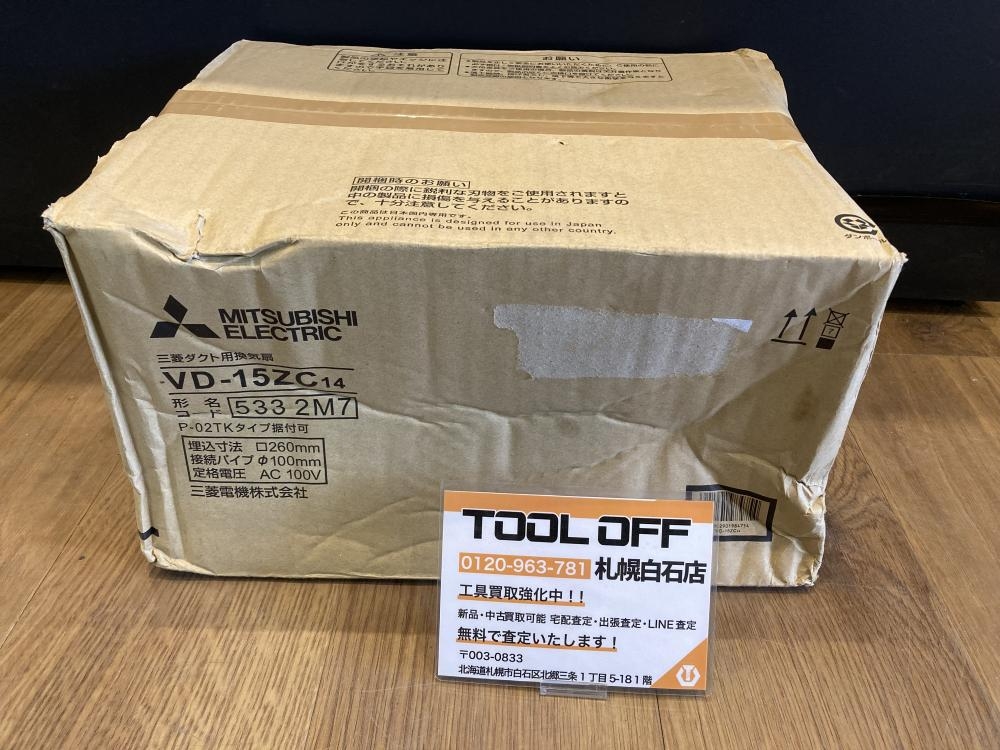 注意
お願い
開梱時のお願い
開梱の際に鋭利な刃物をご使用されますと
中の製品に損傷を与えることがありますの
で、十分注意してください。
この商品は日本国内専用です。
This appliance is designed for use in Japan
only and cannot be used in any other country.
ダンボール
MITSUBISHI
ELECTRIC
三菱ダクト用換気扇
VD-15ZC14
形名
コード
533 2M7
P-02TKタイプ据付可
埋込寸法 □260mm
接続パイプ φ100mm
定格電圧 AC 100V
三菱電機株式会社
TOOL OFF
0120-963-781 札幌白石店
工具買取強化中！！
新品・中古買取可能 宅配査定・出張査定・LINE査定
無料で査定いたします！
〒003-0833
北海道札幌市白石区北郷三条1丁目5-18 1階